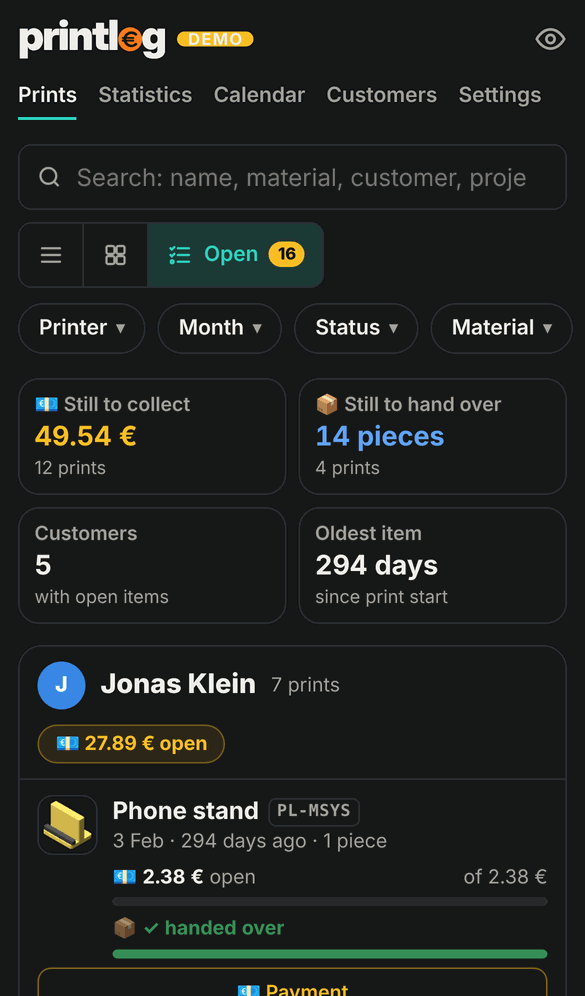 printl€g DEMO
Prints Statistics Calendar Customers Settings
Search: name, material, customer, proje
Open 16
Printer ▾ Month ▾ Status ▾ Material ▾
Still to collect
49.54 €
12 prints
Still to hand over
14 pieces
4 prints
Customers
5
with open items
Oldest item
294 days
since print start
J Jonas Klein 7 prints
27.89 € open
Phone stand PL-MSYS
3 Feb · 294 days ago · 1 piece
2.38 € open of 2.38 €
✓ handed over
Payment